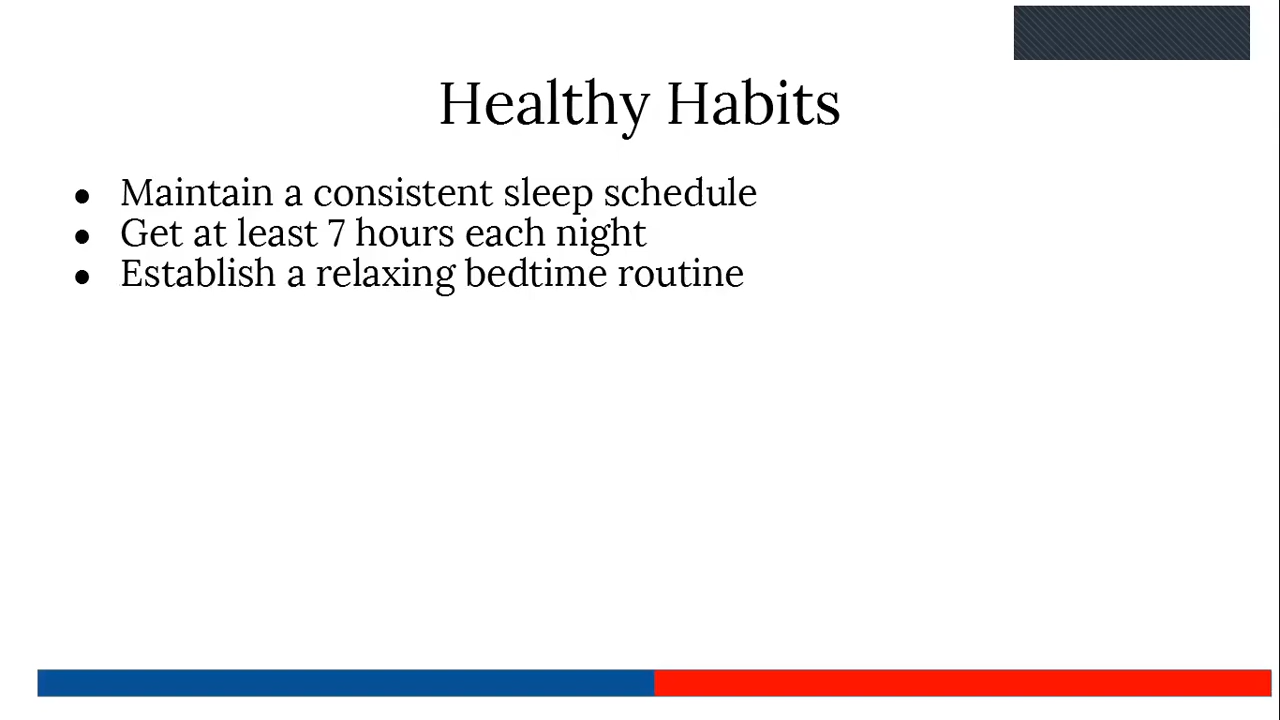 Healthy Habits
● Maintain a consistent sleep schedule
● Get at least 7 hours each night
● Establish a relaxing bedtime routine